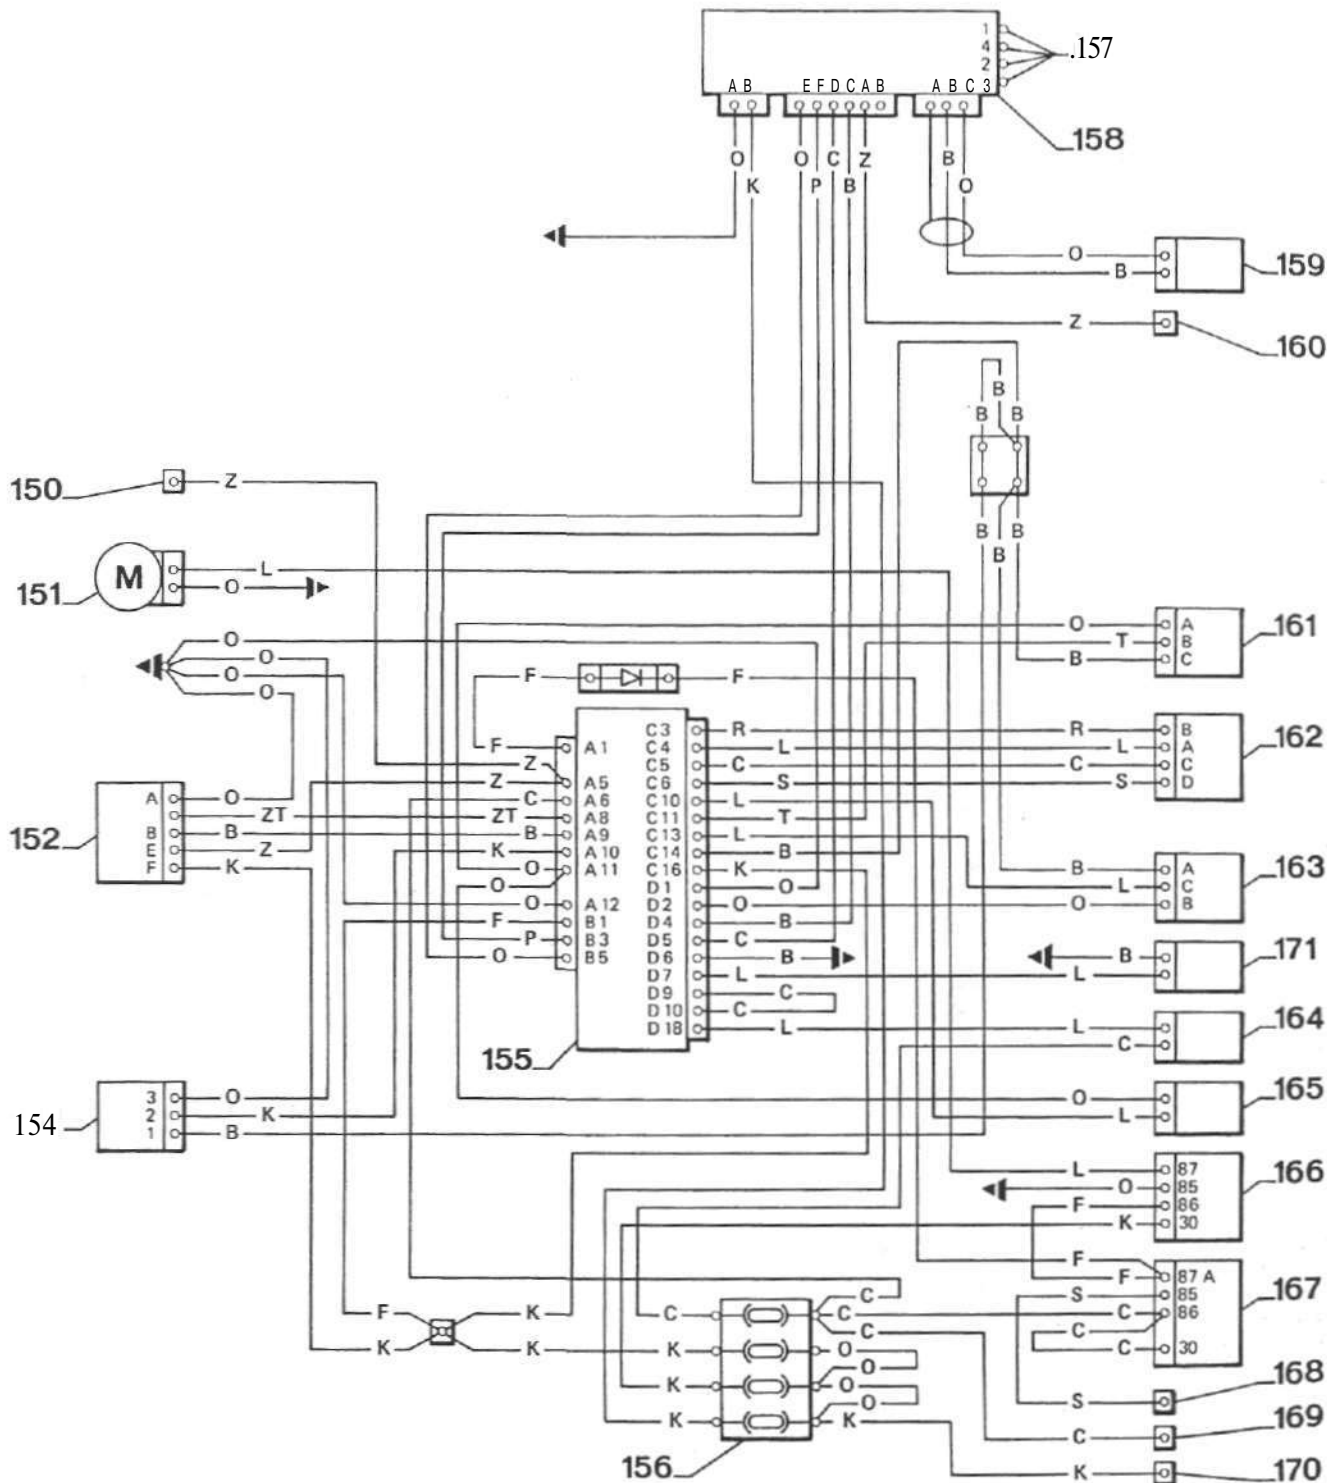 1
4
.157
2
A B E F D C A B A B C 3
158
O O C Z B
K P B O
O 159
B
Z
160
B
B B
150 Z
B B
B
M L
151 O
O O A 161
O T B
O B C
O
F F
C3 R R B 162
F A1 C4 L L A
Z C5 C C C
Z A5 C6 S S D
A O C A6 C10 L
ZT ZT A8 C11 T
152 B B B A9 C13 L
E Z K A10 C14 B
F K O A11 C16 K B A 163
O D1 O L C
O A12 D2 O O B
F B1 D4 B
P B3 D5 C
O B5 D6 B B 171
D7 L L
D9 C
D10 C
D18 L L 164
155 C
3 O O 165
154 2 K L
1 B
L 87 166
O 85
F 86
K 30
F
F 87 A
C S 85 167
F K C C C 86
C C
K K K O C 30
O
K O S 168
O
K K C 169
156 K 170